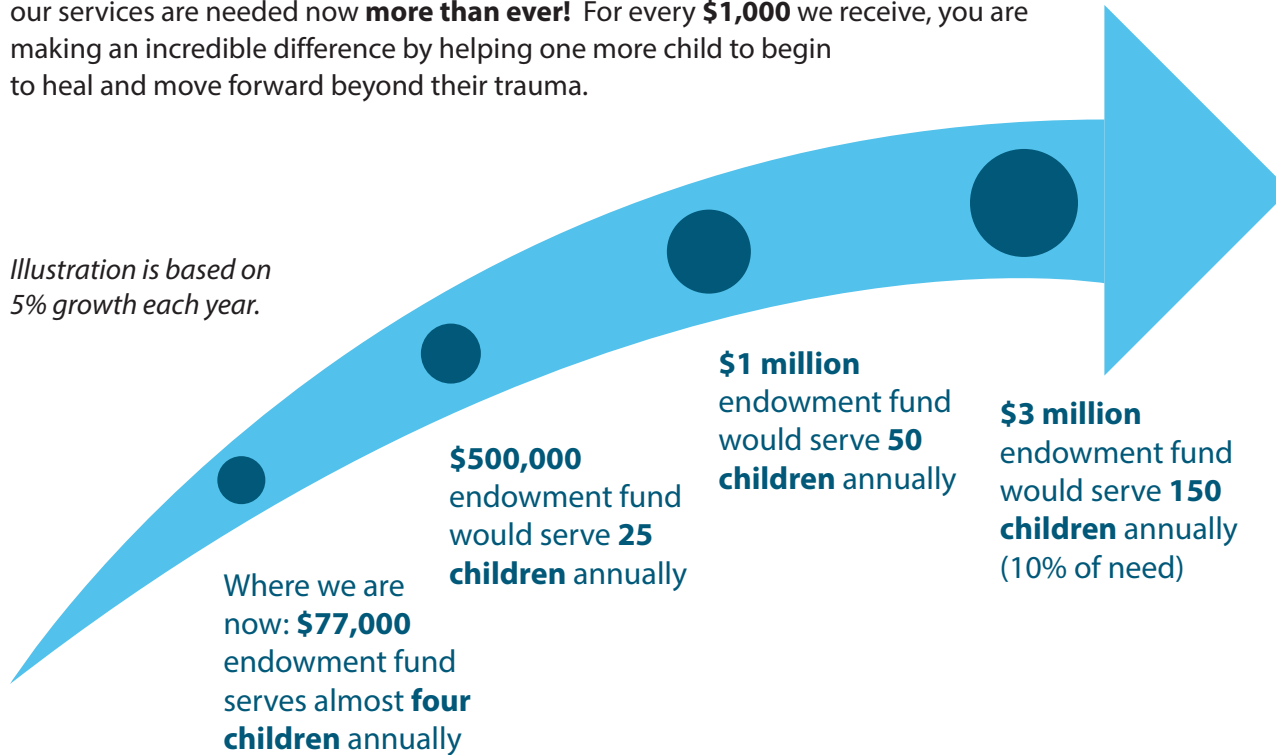 our services are needed now more than ever! For every $1,000 we receive, you are
making an incredible difference by helping one more child to begin
to heal and move forward beyond their trauma.
Illustration is based on
5% growth each year.
Where we are
now: $77,000
endowment fund
serves almost four
children annually
$500,000
endowment fund
would serve 25
children annually
$1 million
endowment fund
would serve 50
children annually
$3 million
endowment fund
would serve 150
children annually
(10% of need)